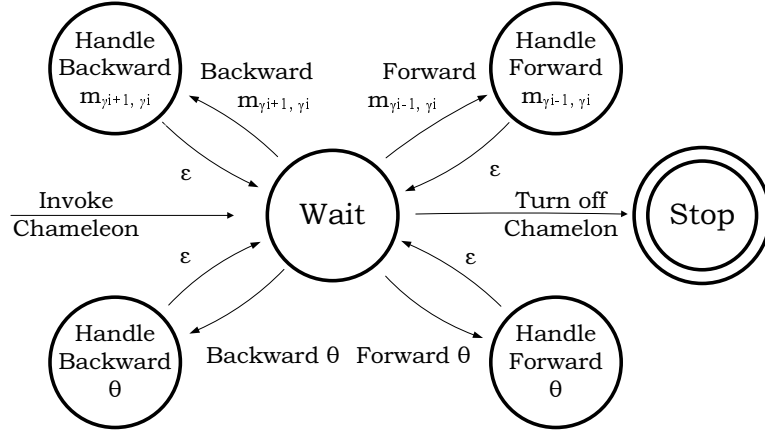 Handle
Backward
mγi+1, γi
Backward
mγi+1, γi
Forward
mγi-1, γi
Handle
Forward
mγi-1, γi
ε
ε
Invoke
Chameleon
Wait
Turn off
Chamelon
Stop
ε
ε
Handle
Backward
θ
Backward θ
Forward θ
Handle
Forward
θ